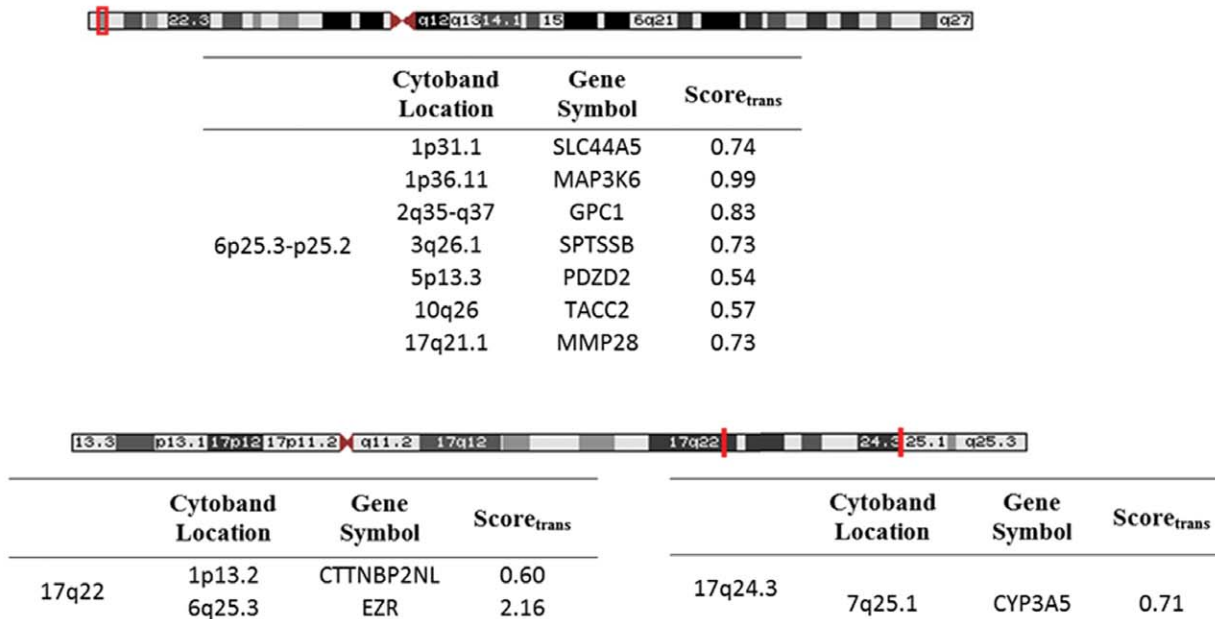 22.3 q12 q13 14.1 15 6q21 q27
Cytoband Location Gene Symbol Score_trans
6p25.3-p25.2
1p31.1 SLC44A5 0.74
1p36.11 MAP3K6 0.99
2q35-q37 GPC1 0.83
3q26.1 SPTSSB 0.73
5p13.3 PDZD2 0.54
10q26 TACC2 0.57
17q21.1 MMP28 0.73
13.3 p13.1 17p12 17p11.2 q11.2 17q12 17q22 24.3 25.1 q25.3
Cytoband Location Gene Symbol Score_trans
17q22
1p13.2 CTTNBP2NL 0.60
6q25.3 EZR 2.16
Cytoband Location Gene Symbol Score_trans
17q24.3
7q25.1 CYP3A5 0.71